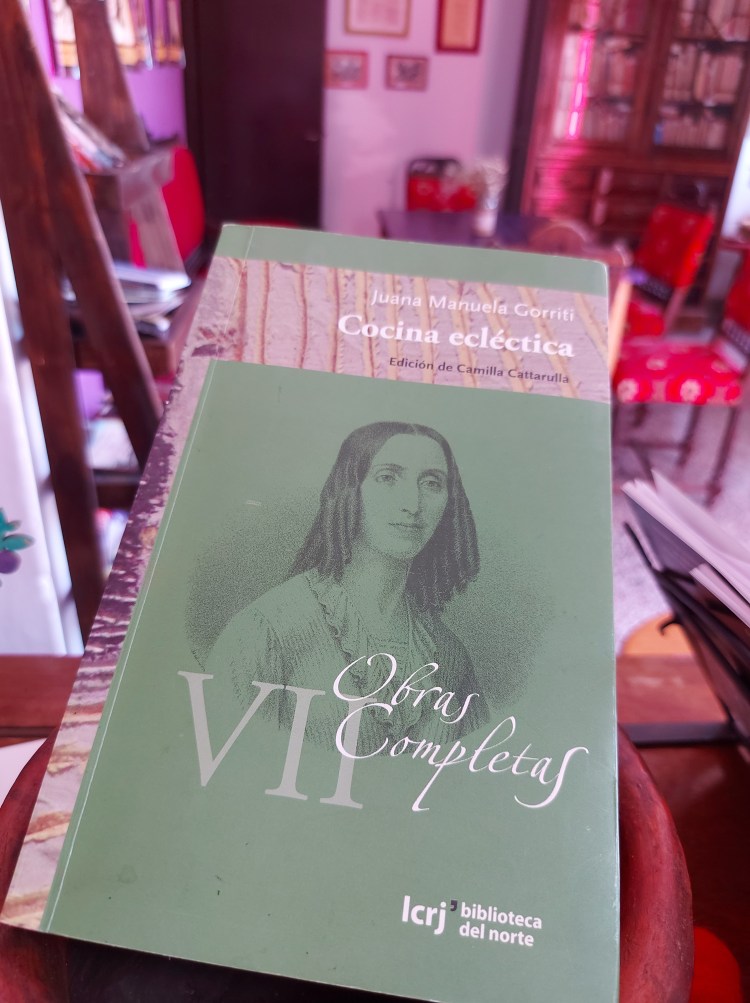 Juana Manuela Gorriti
Cocina ecléctica
Edición de Camilla Cattarulla
VII
Obras
Completas
lcrj' biblioteca
del norte